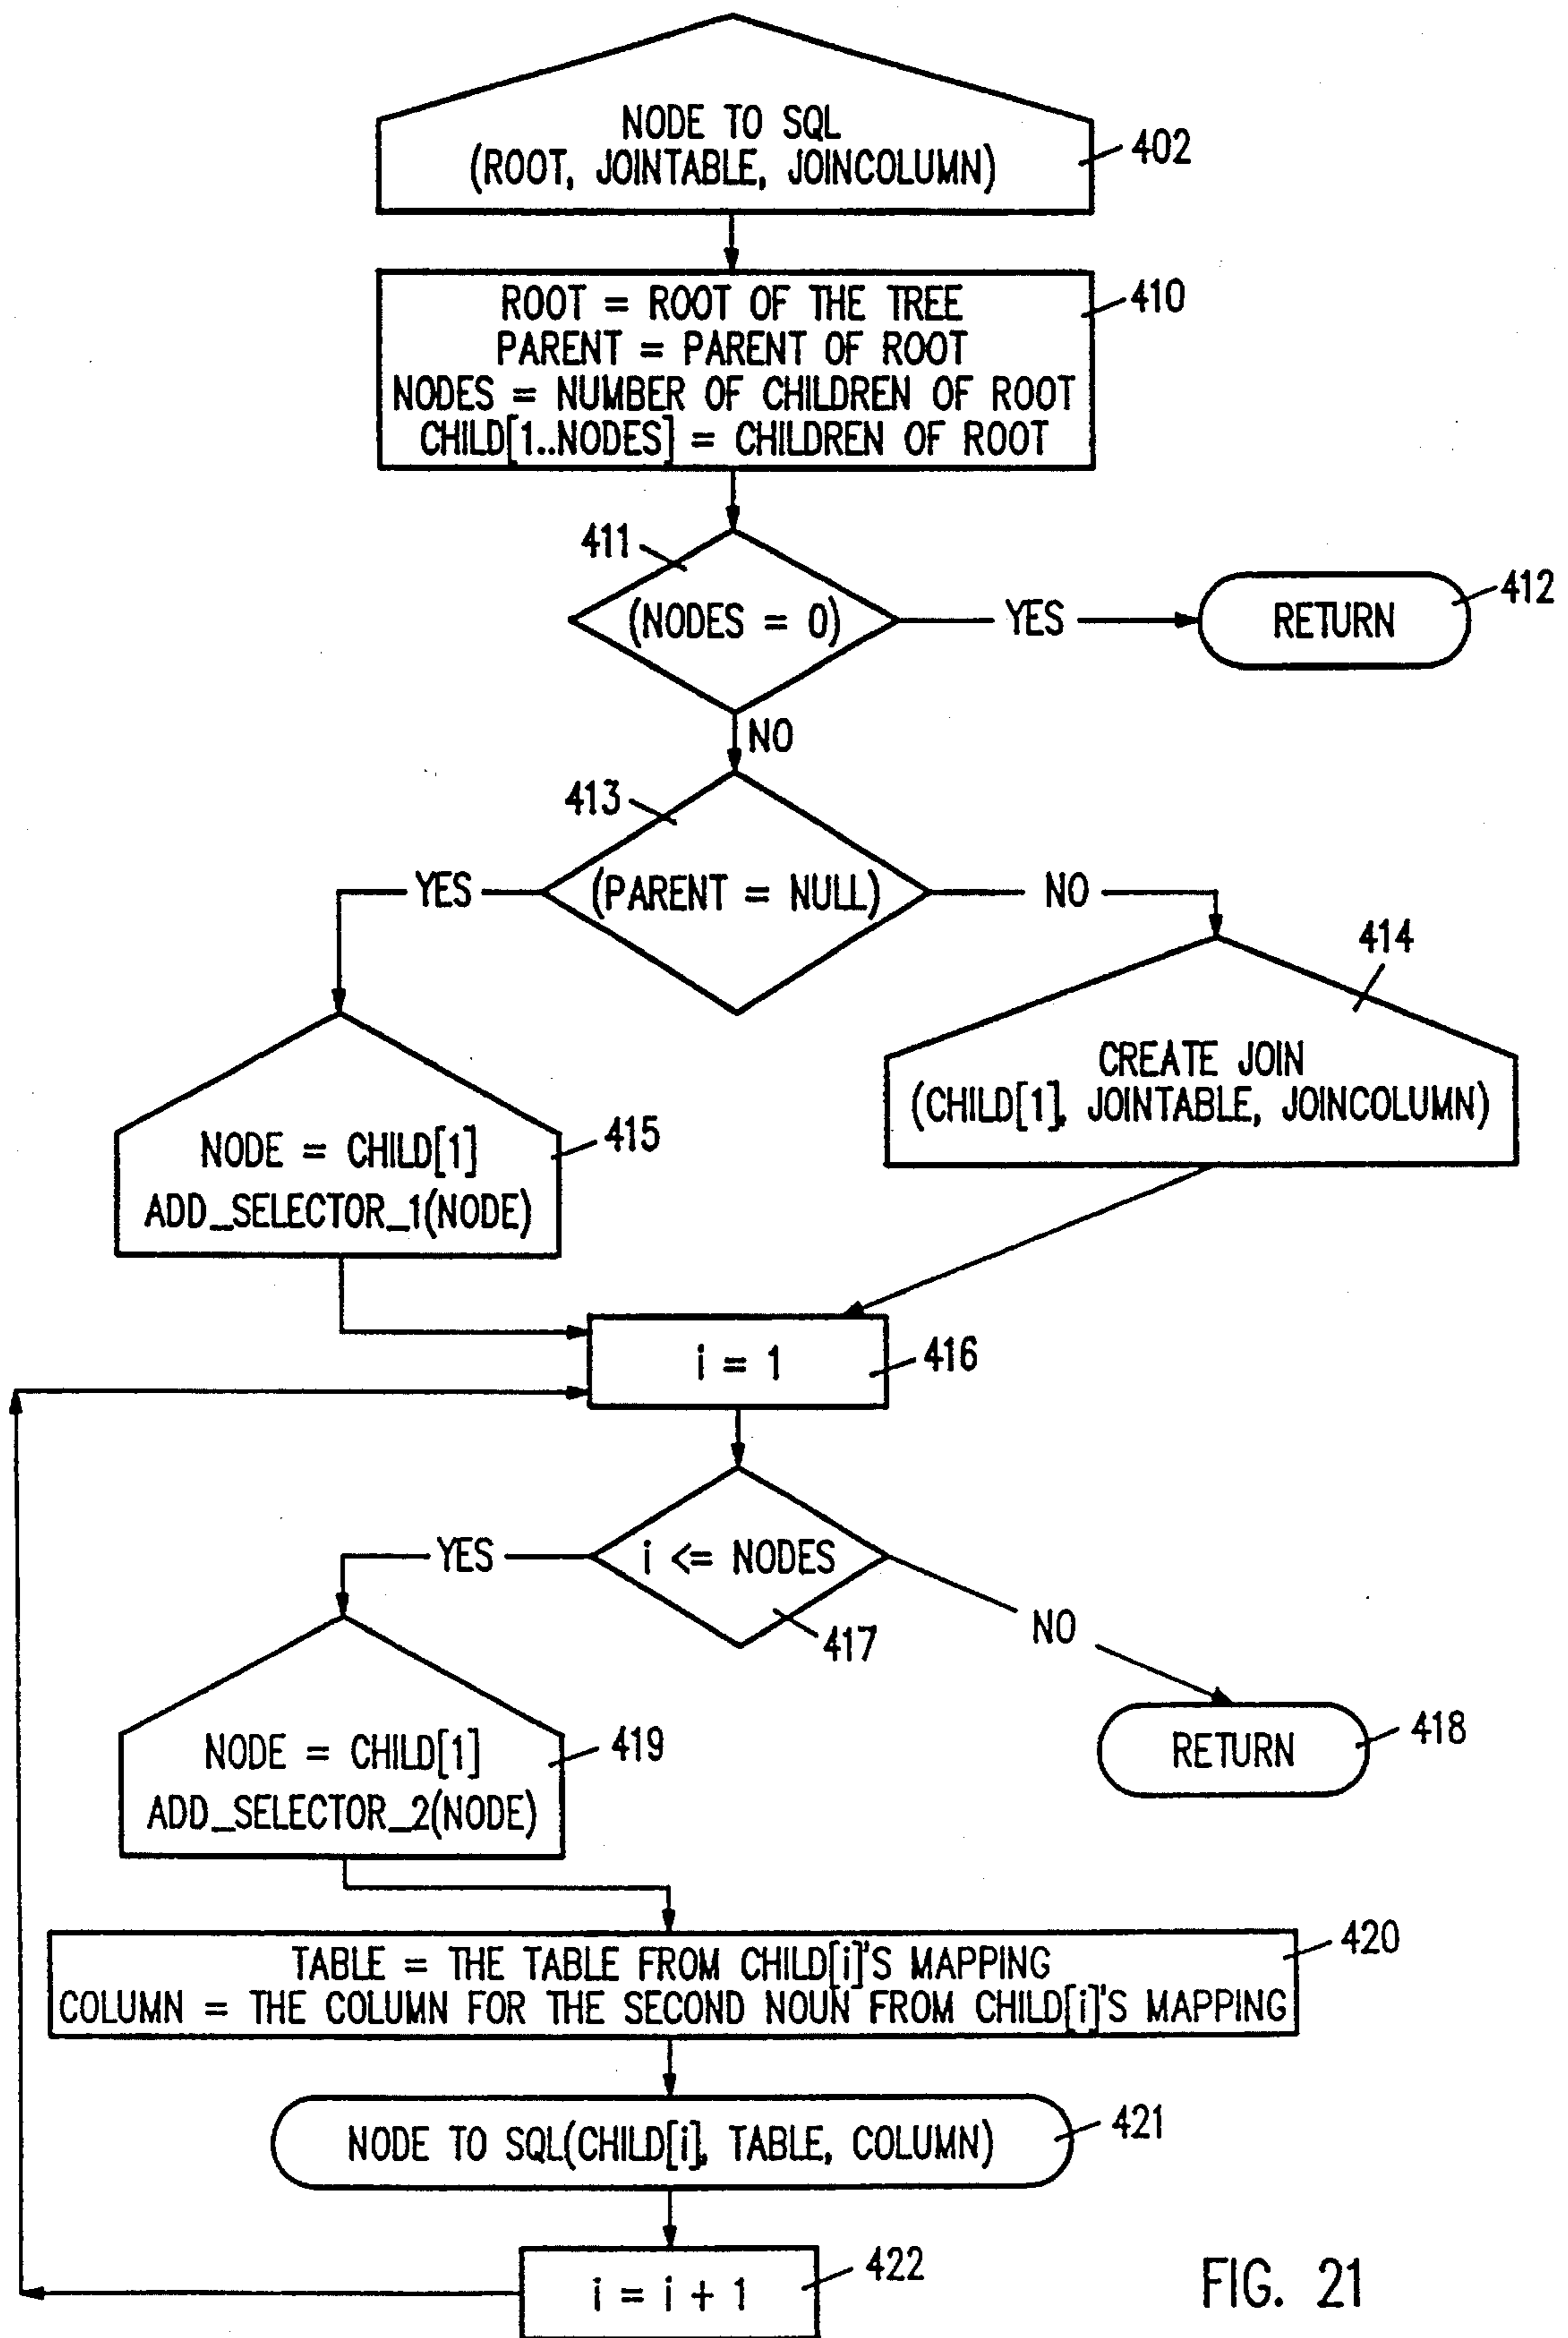 NODE TO SQL
(ROOT, JOINTABLE, JOINCOLUMN)
402
ROOT = ROOT OF THE TREE
PARENT = PARENT OF ROOT
NODES = NUMBER OF CHILDREN OF ROOT
CHILD[1..NODES] = CHILDREN OF ROOT
410
411
(NODES = 0)
YES
RETURN
412
NO
413
(PARENT = NULL)
YES
NO
414
CREATE JOIN
(CHILD[1], JOINTABLE, JOINCOLUMN)
NODE = CHILD[1]
ADD_SELECTOR_1(NODE)
415
i = 1
416
i <= NODES
YES
417
NO
RETURN
418
NODE = CHILD[1]
ADD_SELECTOR_2(NODE)
419
TABLE = THE TABLE FROM CHILD[i]'S MAPPING
COLUMN = THE COLUMN FOR THE SECOND NOUN FROM CHILD[i]'S MAPPING
420
NODE TO SQL(CHILD[i], TABLE, COLUMN)
421
i = i + 1
422
FIG. 21